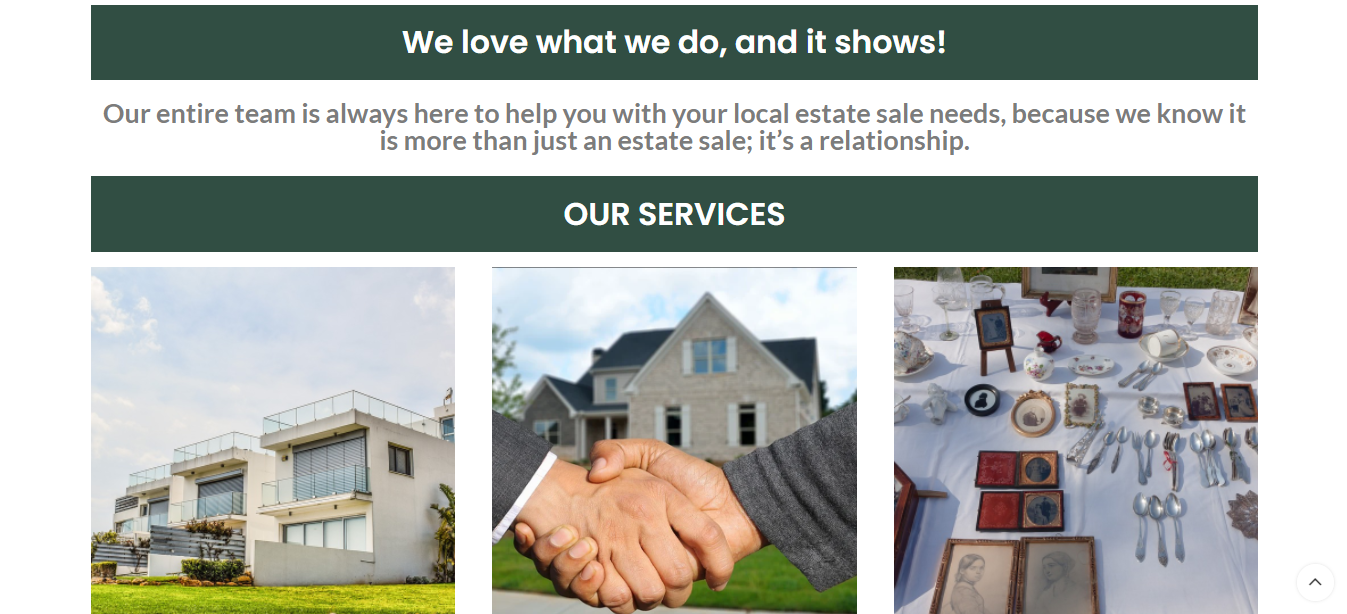 We love what we do, and it shows!
Our entire team is always here to help you with your local estate sale needs, because we know it
is more than just an estate sale; it’s a relationship.
OUR SERVICES